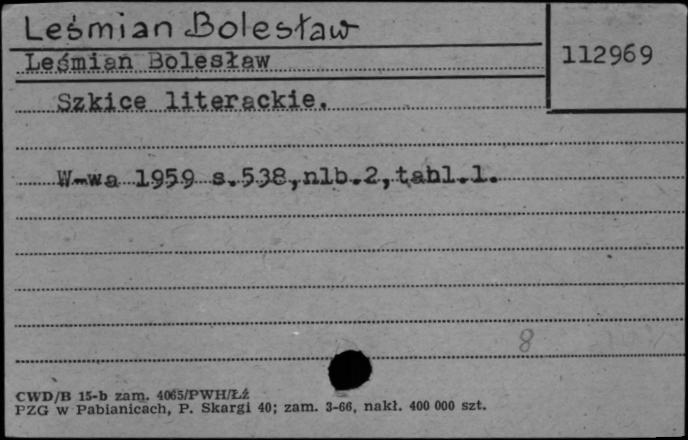 Leśmian Bolesław
Leśmian Bolesław
112969
Szkice literackie.
W-wa 1959 s.538,nlb.2,tabl.1.
8
CWD/B 15-b zam. 4065/PWH/Łź
PZG w Pabianicach, P. Skargi 40; zam. 3-66, nakł. 400 000 szt.